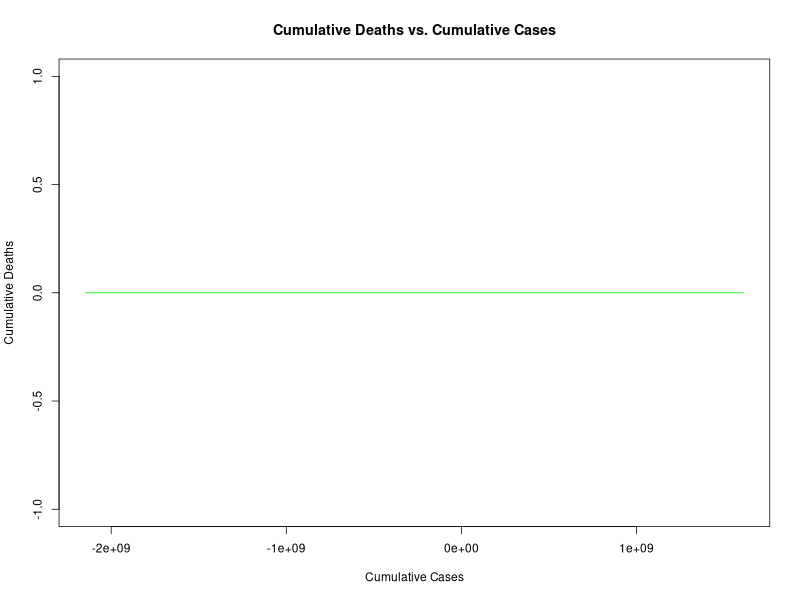 Cumulative Deaths vs. Cumulative Cases
1.0
0.5
0.0
-0.5
-1.0
Cumulative Deaths
-2e+09 -1e+09 0e+00 1e+09
Cumulative Cases